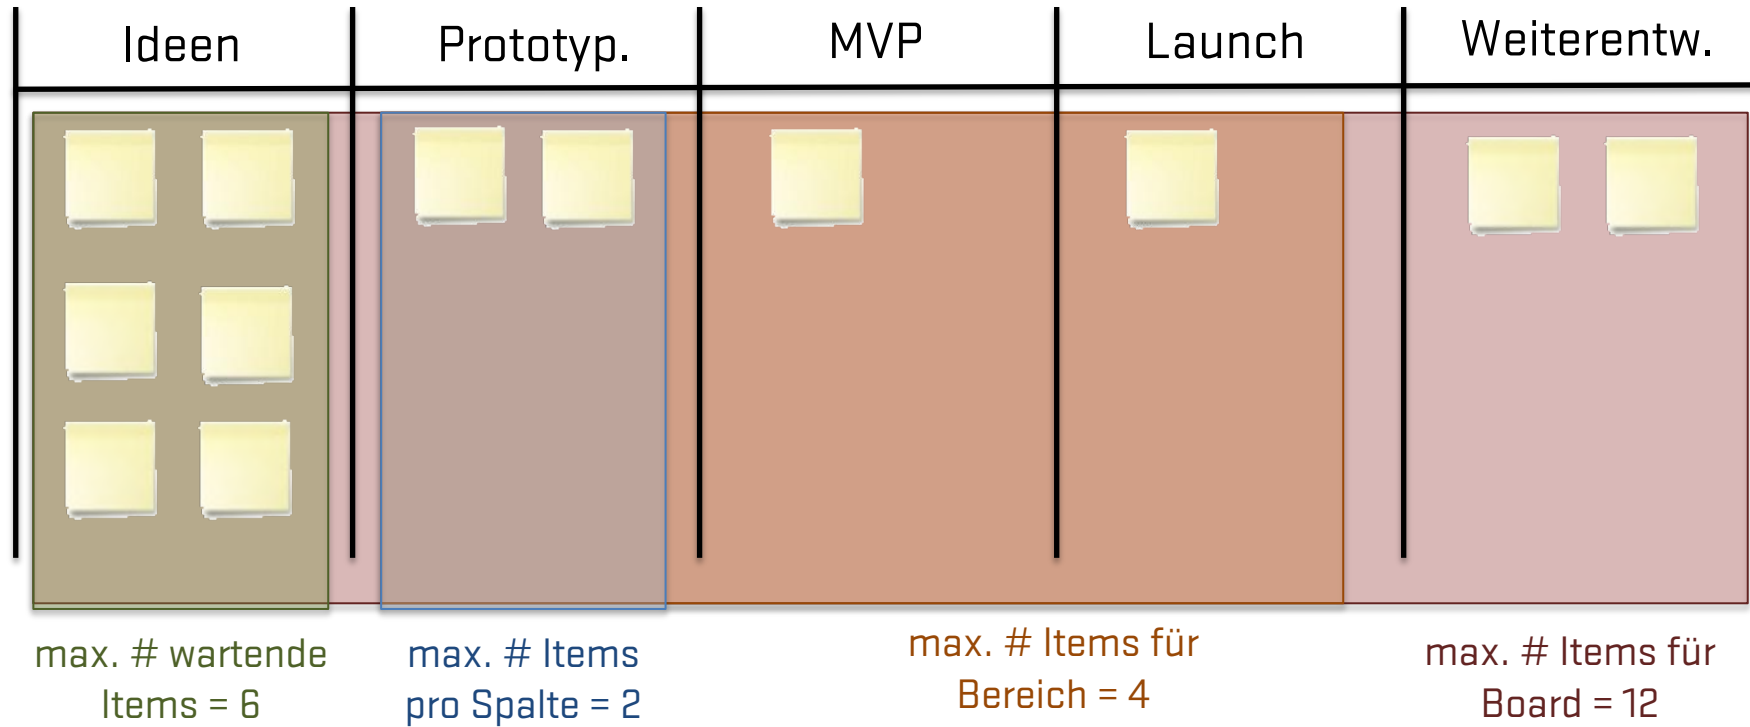 Ideen
Prototyp.
MVP
Launch
Weiterentw.
max. # wartende
Items = 6
max. # Items
pro Spalte = 2
max. # Items für
Bereich = 4
max. # Items für
Board = 12